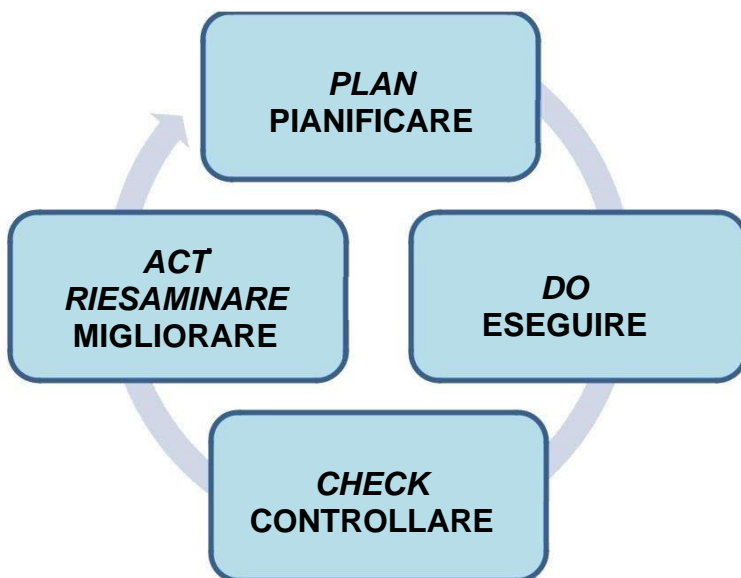 PLAN
PIANIFICARE
DO
ESEGUIRE
CHECK
CONTROLLARE
ACT
RIESAMINARE
MIGLIORARE